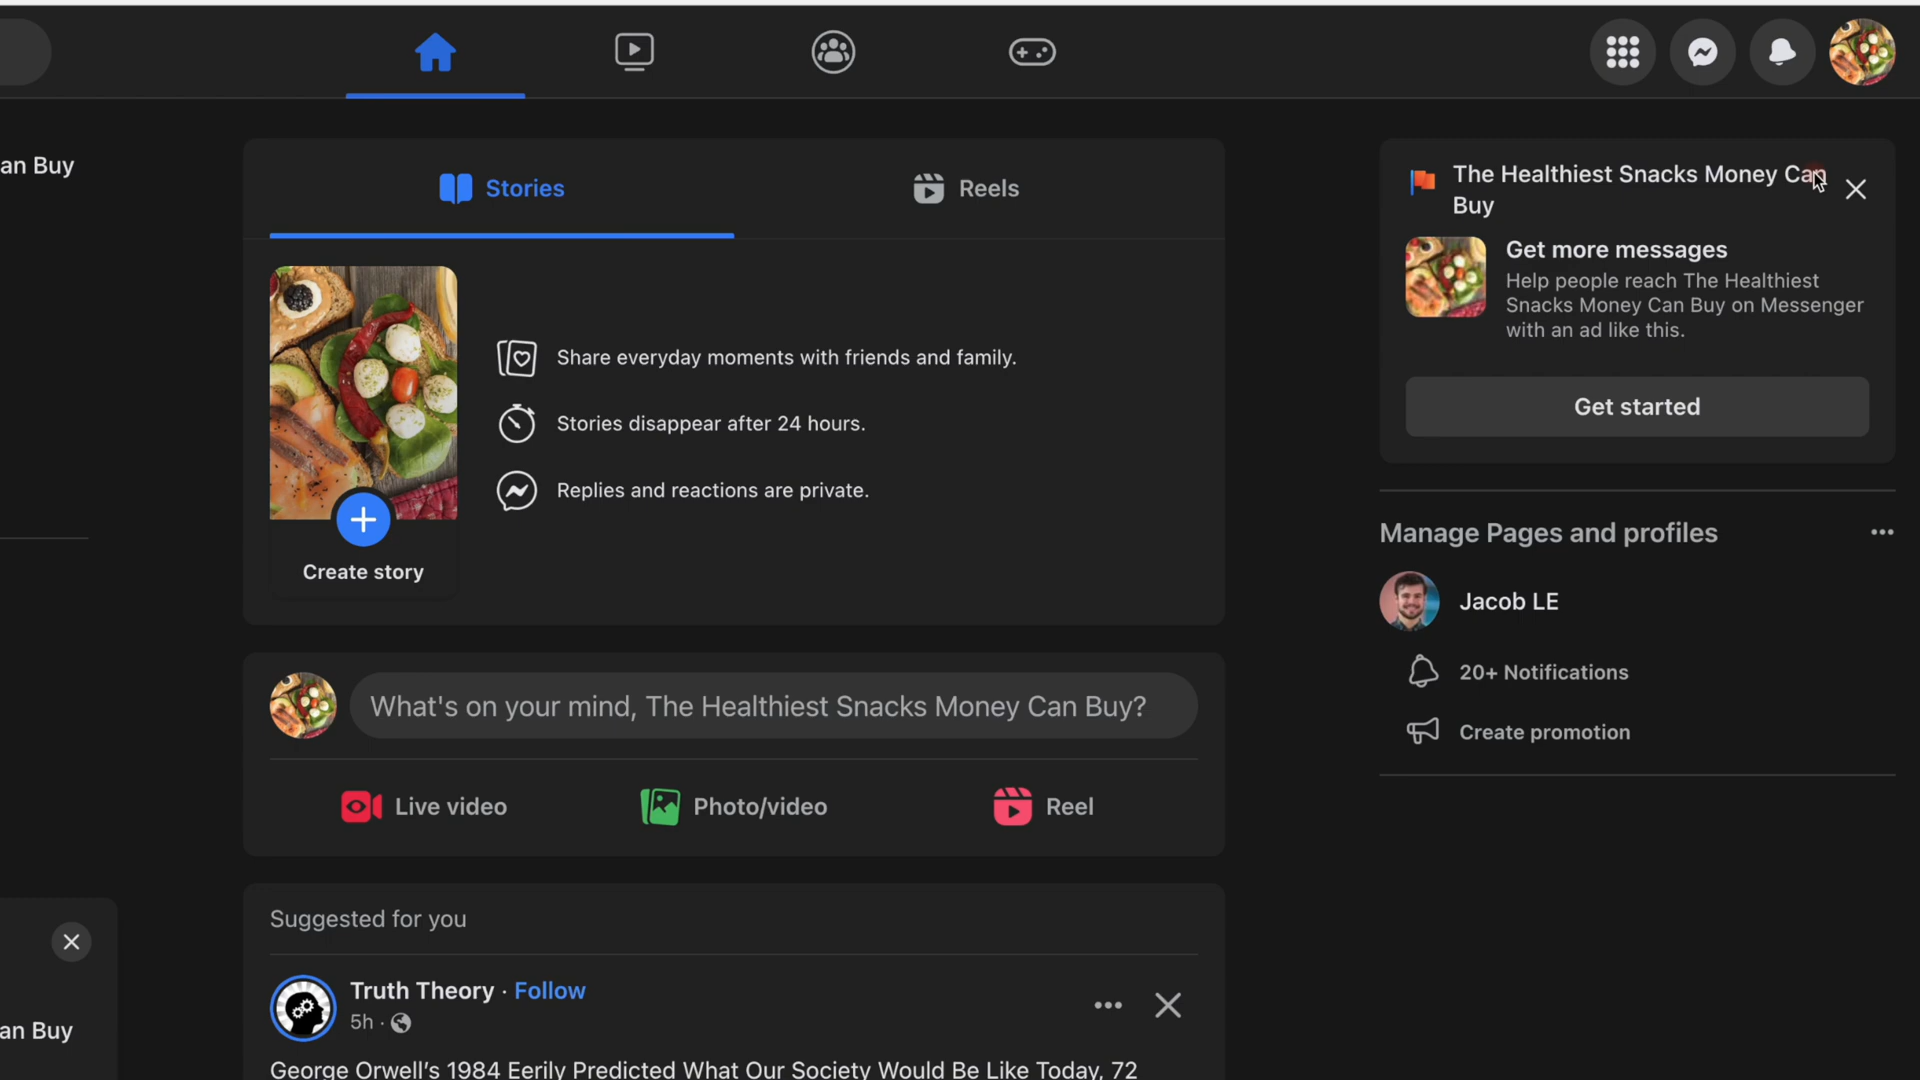 an Buy
Stories
Reels
Share everyday moments with friends and family.
Stories disappear after 24 hours.
Replies and reactions are private.
Create story
What's on your mind, The Healthiest Snacks Money Can Buy?
Live video
Photo/video
Reel
Suggested for you
Truth Theory · Follow
5h ·
George Orwell's 1984 Eerily Predicted What Our Society Would Be Like Today, 72
The Healthiest Snacks Money Can
Buy
Get more messages
Help people reach The Healthiest
Snacks Money Can Buy on Messenger
with an ad like this.
Get started
Manage Pages and profiles
Jacob LE
20+ Notifications
Create promotion
an Buy